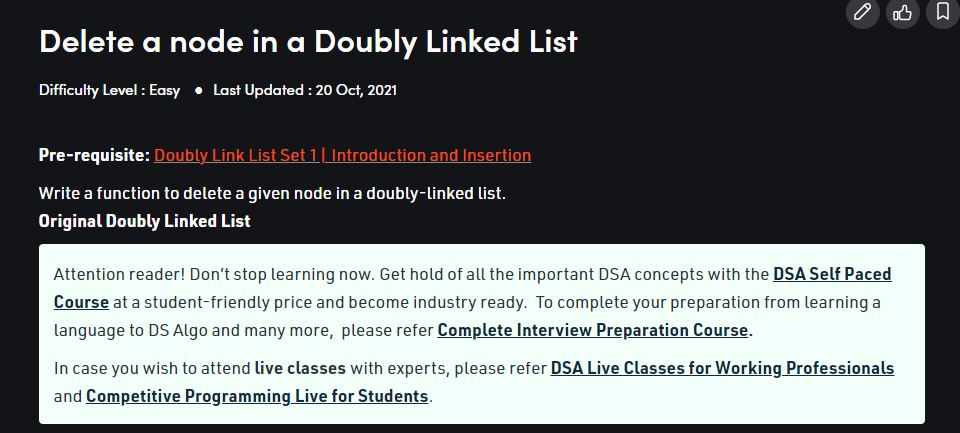 Delete a node in a Doubly Linked List
Difficulty Level : Easy ● Last Updated : 20 Oct, 2021
Pre-requisite: Doubly Link List Set 1| Introduction and Insertion
Write a function to delete a given node in a doubly-linked list.
Original Doubly Linked List
Attention reader! Don't stop learning now. Get hold of all the important DSA concepts with the DSA Self Paced
Course at a student-friendly price and become industry ready. To complete your preparation from learning a
language to DS Algo and many more, please refer Complete Interview Preparation Course.
In case you wish to attend live classes with experts, please refer DSA Live Classes for Working Professionals
and Competitive Programming Live for Students.